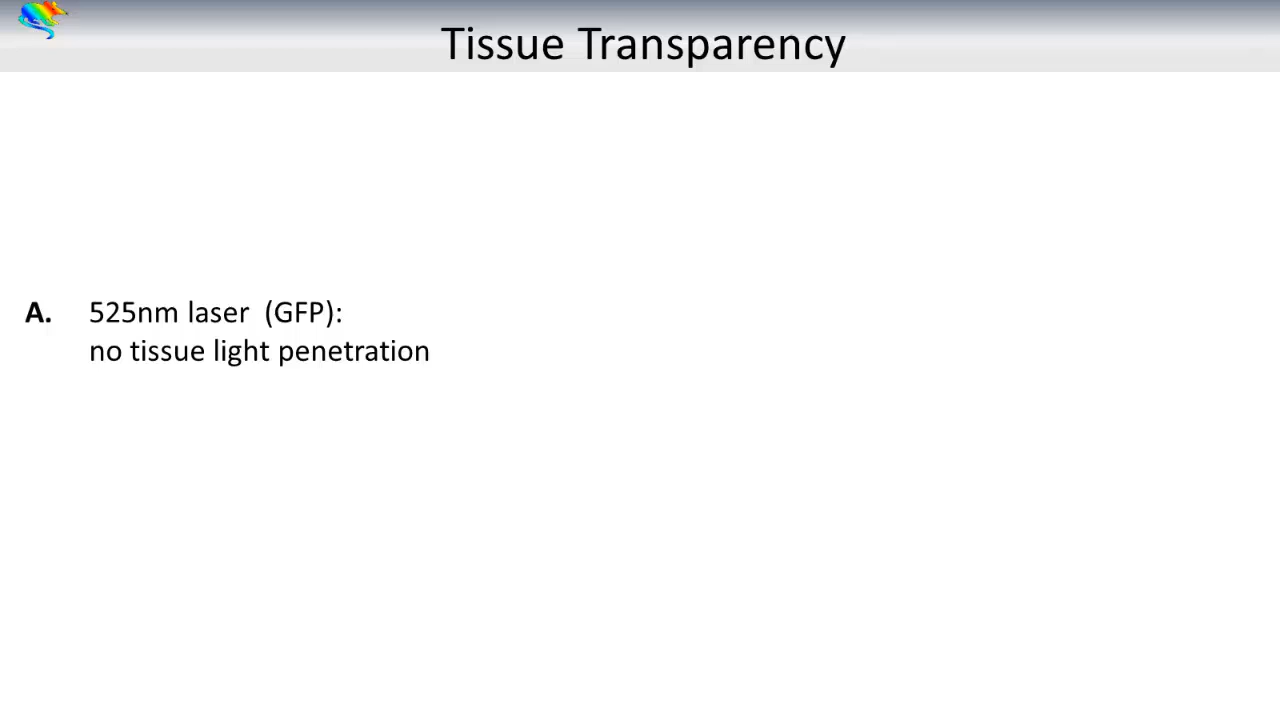 Tissue Transparency
A. 525nm laser (GFP):
no tissue light penetration